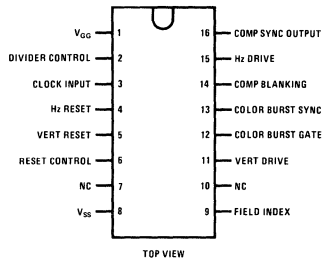 V_GG 1 16 COMP SYNC OUTPUT
DIVIDER CONTROL 2 15 Hz DRIVE
CLOCK INPUT 3 14 COMP BLANKING
Hz RESET 4 13 COLOR BURST SYNC
VERT RESET 5 12 COLOR BURST GATE
RESET CONTROL 6 11 VERT DRIVE
NC 7 10 NC
V_SS 8 9 FIELD INDEX
TOP VIEW